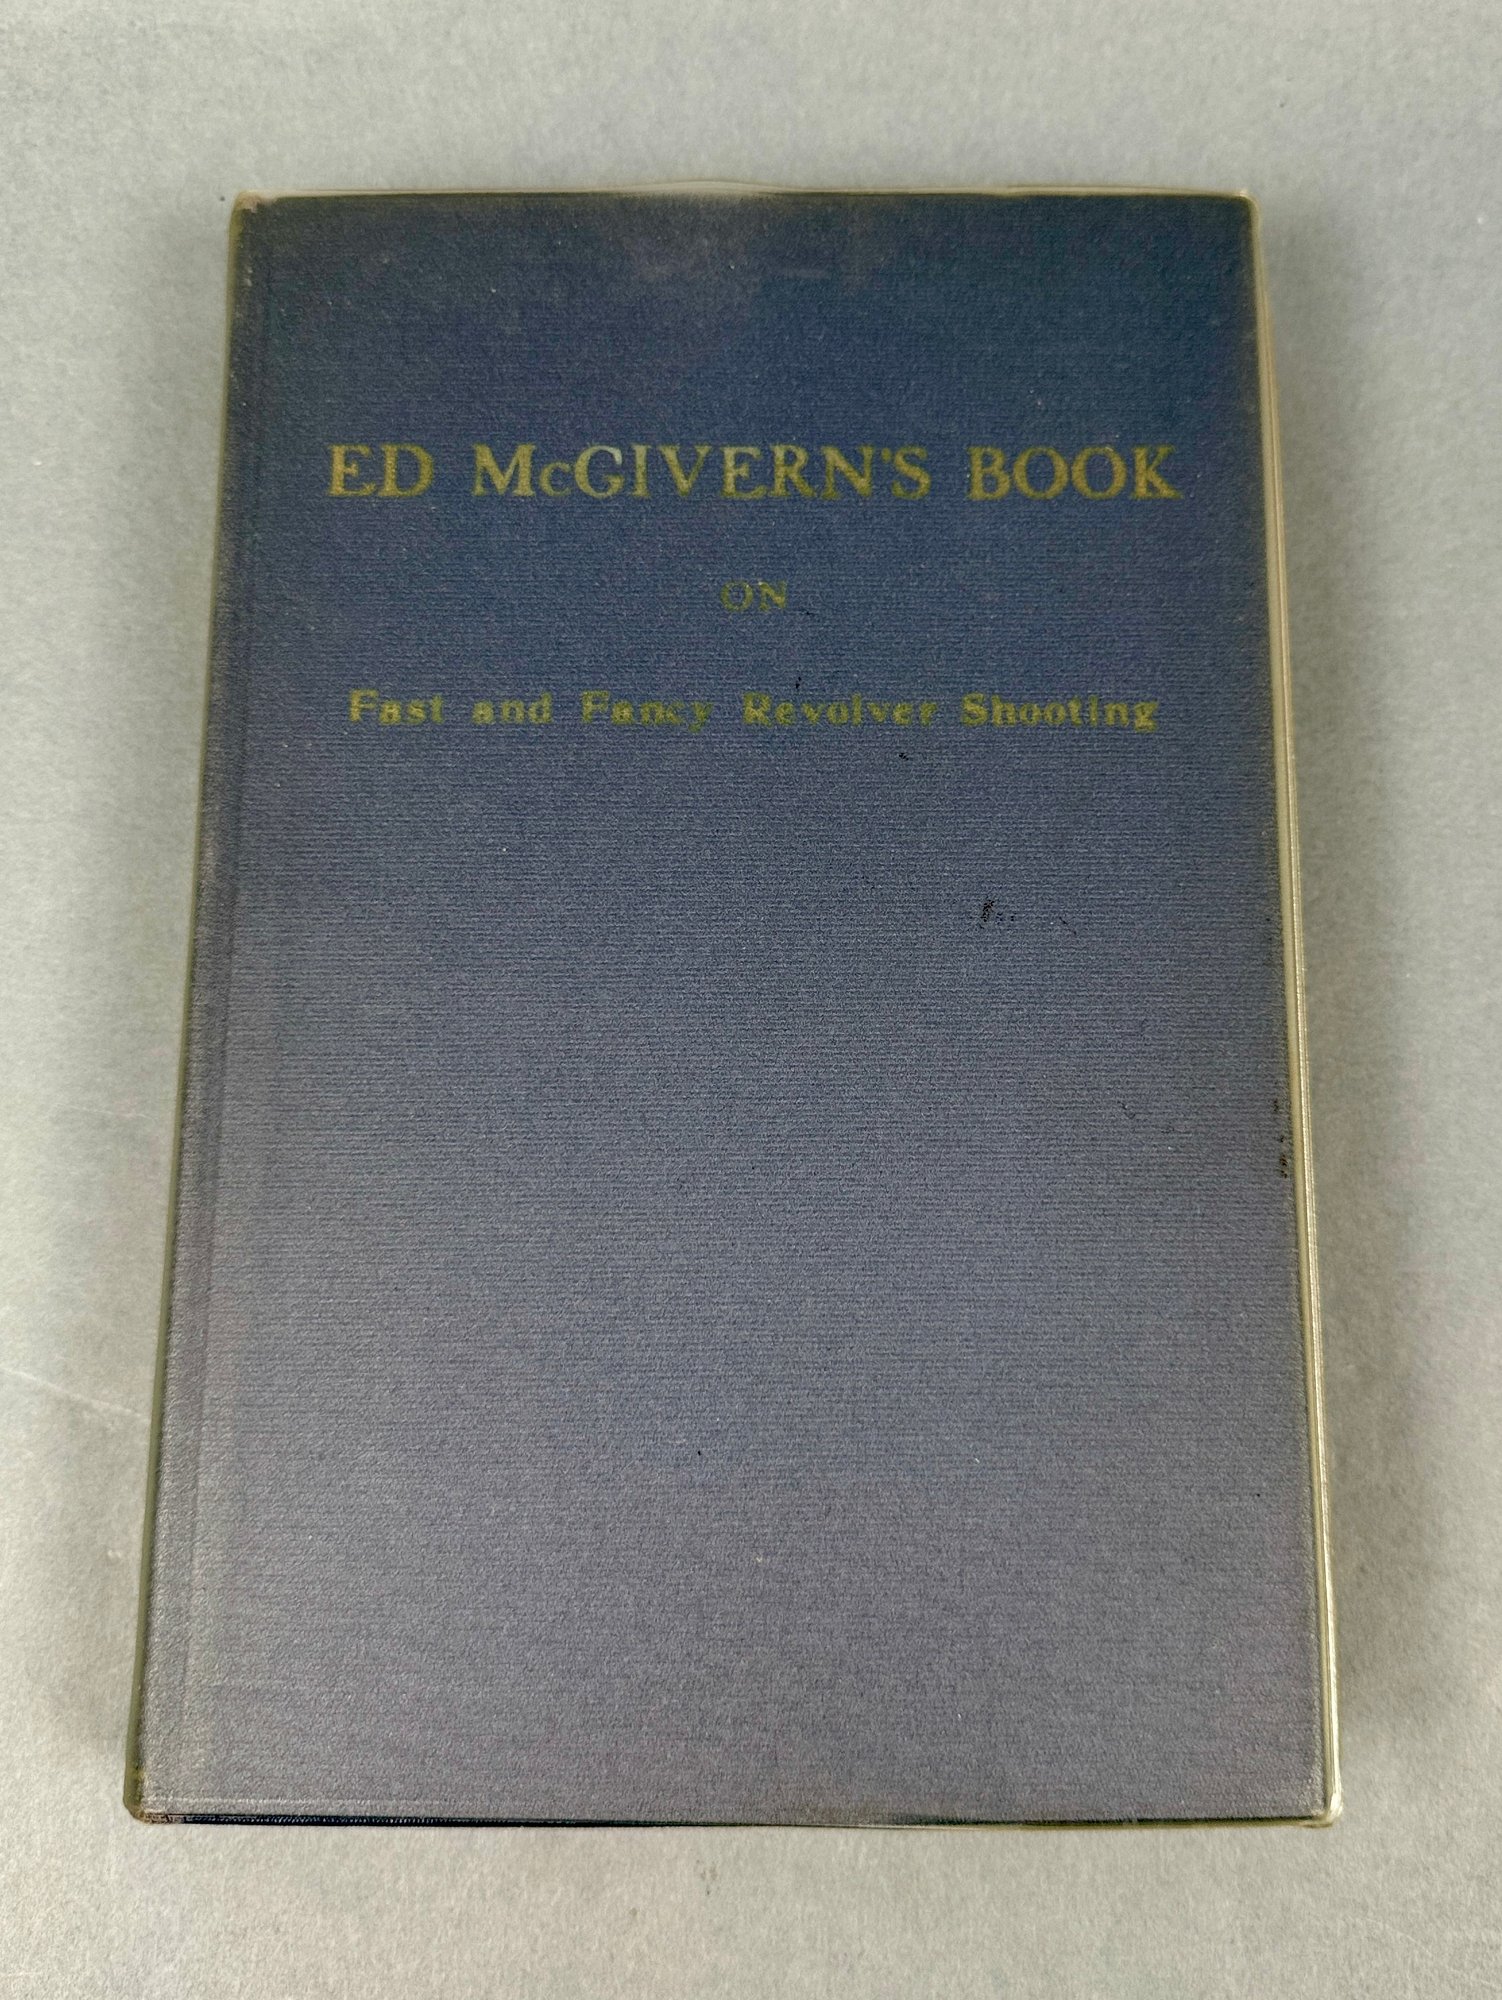 ED McGIVERN'S BOOK
ON
Fast and Fancy Revolver Shooting